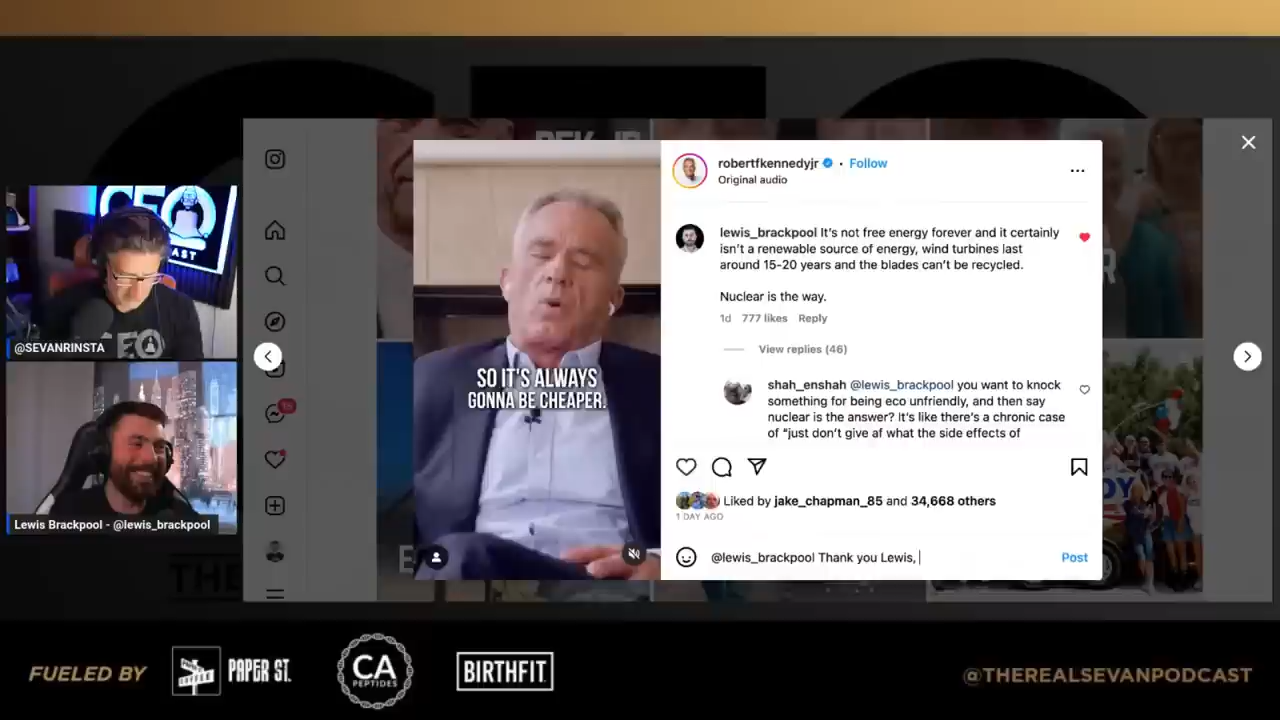 CEO
CAST
CEO
@SEVANRINSTA
Lewis Brackpool - @lewis_brackpool
SO IT'S ALWAYS
GONNA BE CHEAPER.
robertfkennedyjr · Follow
Original audio
lewis_brackpool It's not free energy forever and it certainly
isn't a renewable source of energy, wind turbines last
around 15-20 years and the blades can't be recycled.
Nuclear is the way.
1d 777 likes Reply
View replies (46)
shah_enshah @lewis_brackpool you want to knock
something for being eco unfriendly, and then say
nuclear is the answer? It's like there's a chronic case
of “just don't give af what the side effects of
Liked by jake_chapman_85 and 34,668 others
1 DAY AGO
@lewis_brackpool Thank you Lewis,
Post
THE
FUELED BY
PAPER ST.
CA
PEPTIDES
BIRTHFIT
@THEREALSEVANPODCAST